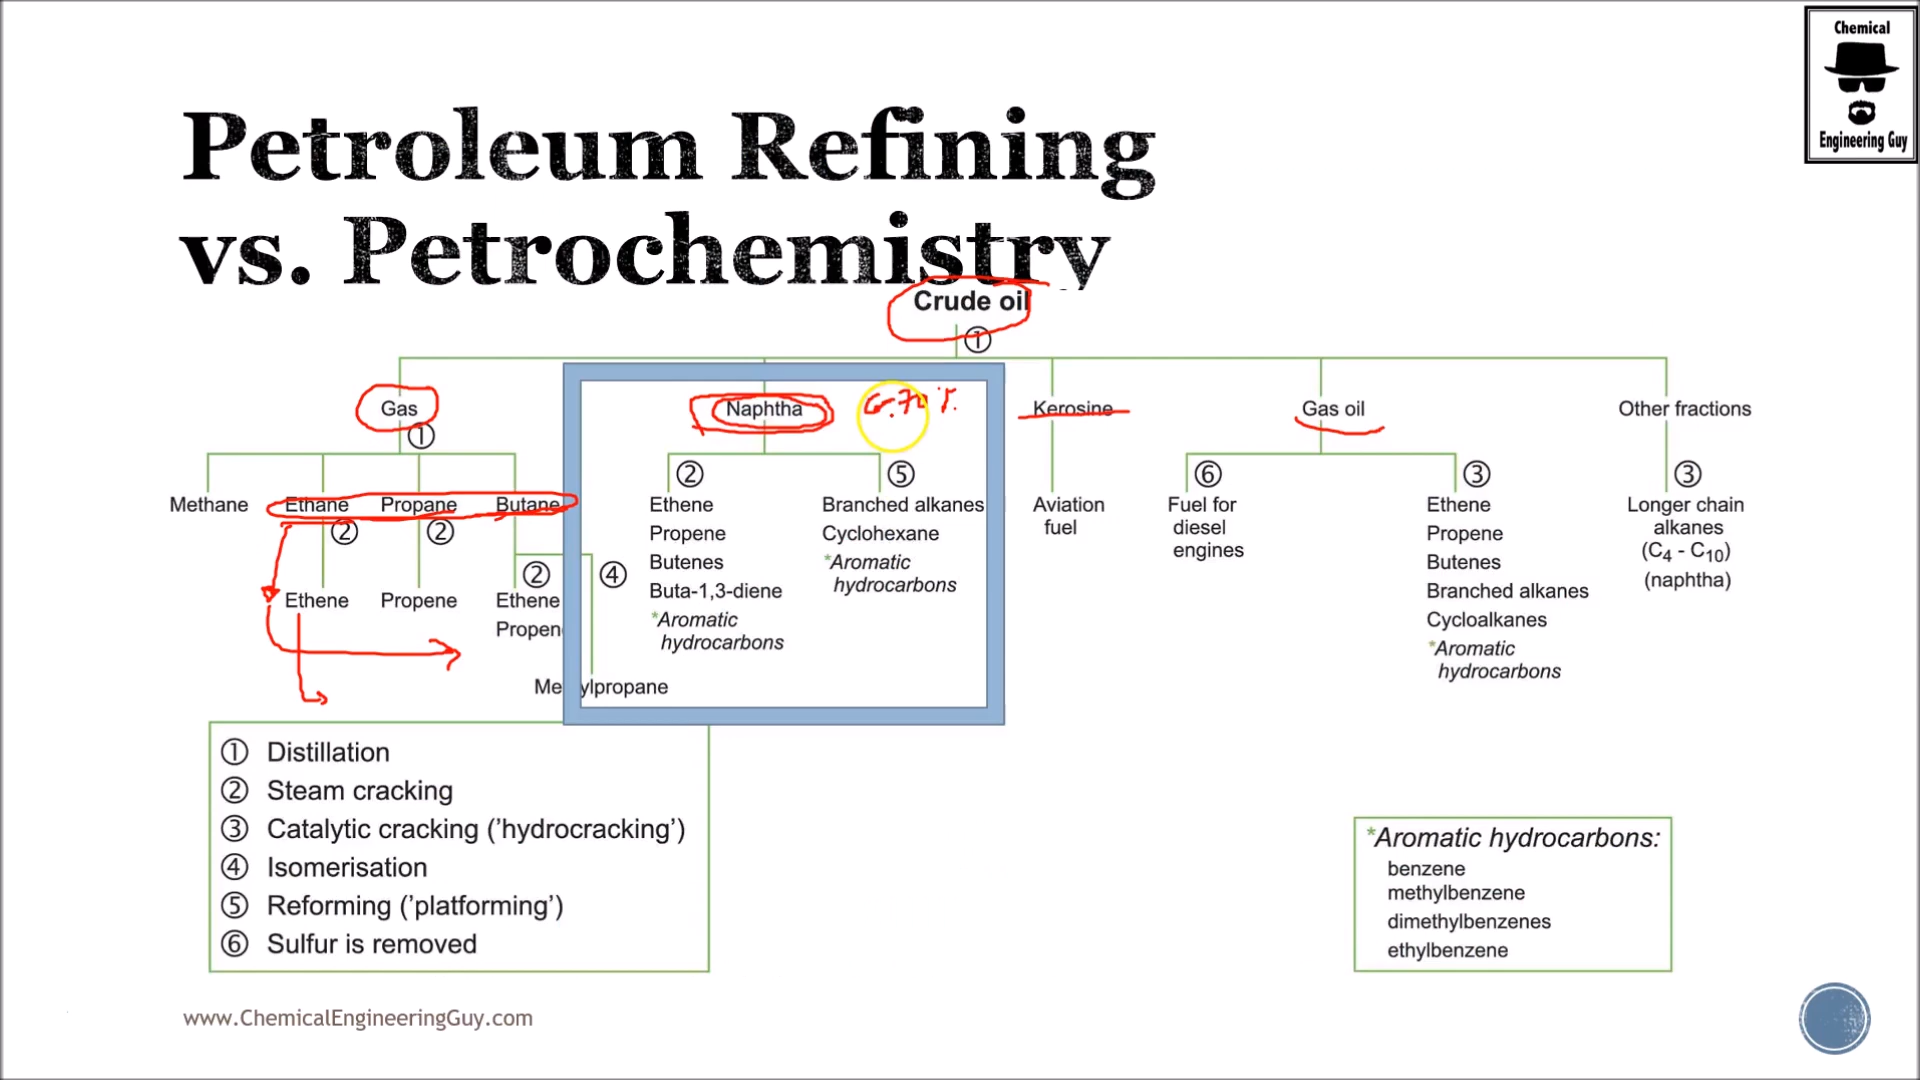 Chemical
Engineering Guy
Petroleum Refining
vs. Petrochemistry
Crude oil
①
Gas
Naphtha
Kerosine
Gas oil
Other fractions
①
② ⑤ ⑥ ③ ③
Methane Ethane Propane Butane
② ②
② ④
Ethene
Propene
Ethene
Propen
Me ylpropane
Ethene
Propene
Butenes
Buta-1,3-diene
*Aromatic
hydrocarbons
Branched alkanes
Cyclohexane
*Aromatic
hydrocarbons
Aviation
fuel
Fuel for
diesel
engines
Ethene
Propene
Butenes
Branched alkanes
Cycloalkanes
*Aromatic
hydrocarbons
Longer chain
alkanes
(C4 - C10)
(naphtha)
① Distillation
② Steam cracking
③ Catalytic cracking ('hydrocracking')
④ Isomerisation
⑤ Reforming ('platforming')
⑥ Sulfur is removed
*Aromatic hydrocarbons:
benzene
methylbenzene
dimethylbenzenes
ethylbenzene
www.ChemicalEngineeringGuy.com